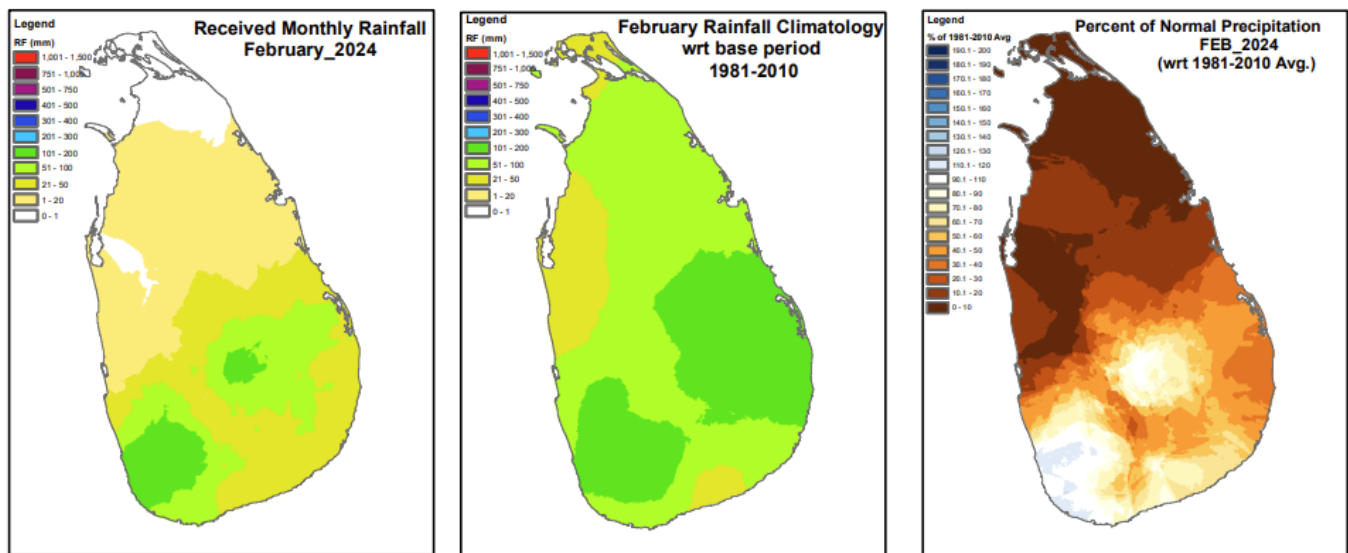 Legend
Received Monthly Rainfall
February_2024
RF (mm)
1,001 - 1,500
751 - 1,000
501 - 750
401 - 500
301 - 400
201 - 300
101 - 200
51 - 100
21 - 50
1 - 20
0 - 1
Legend
February Rainfall Climatology
wrt base period
1981-2010
RF (mm)
1,001 - 1,500
751 - 1,000
501 - 750
401 - 500
301 - 400
201 - 300
101 - 200
51 - 100
21 - 50
1 - 20
0 - 1
Legend
Percent of Normal Precipitation
FEB_2024
(wrt 1981-2010 Avg.)
% of 1981-2010 Avg
190.1 - 200
180.1 - 190
170.1 - 180
160.1 - 170
150.1 - 160
140.1 - 150
130.1 - 140
120.1 - 130
110.1 - 120
90.1 - 110
80.1 - 90
70.1 - 80
60.1 - 70
50.1 - 60
40.1 - 50
30.1 - 40
20.1 - 30
10.1 - 20
0 - 10